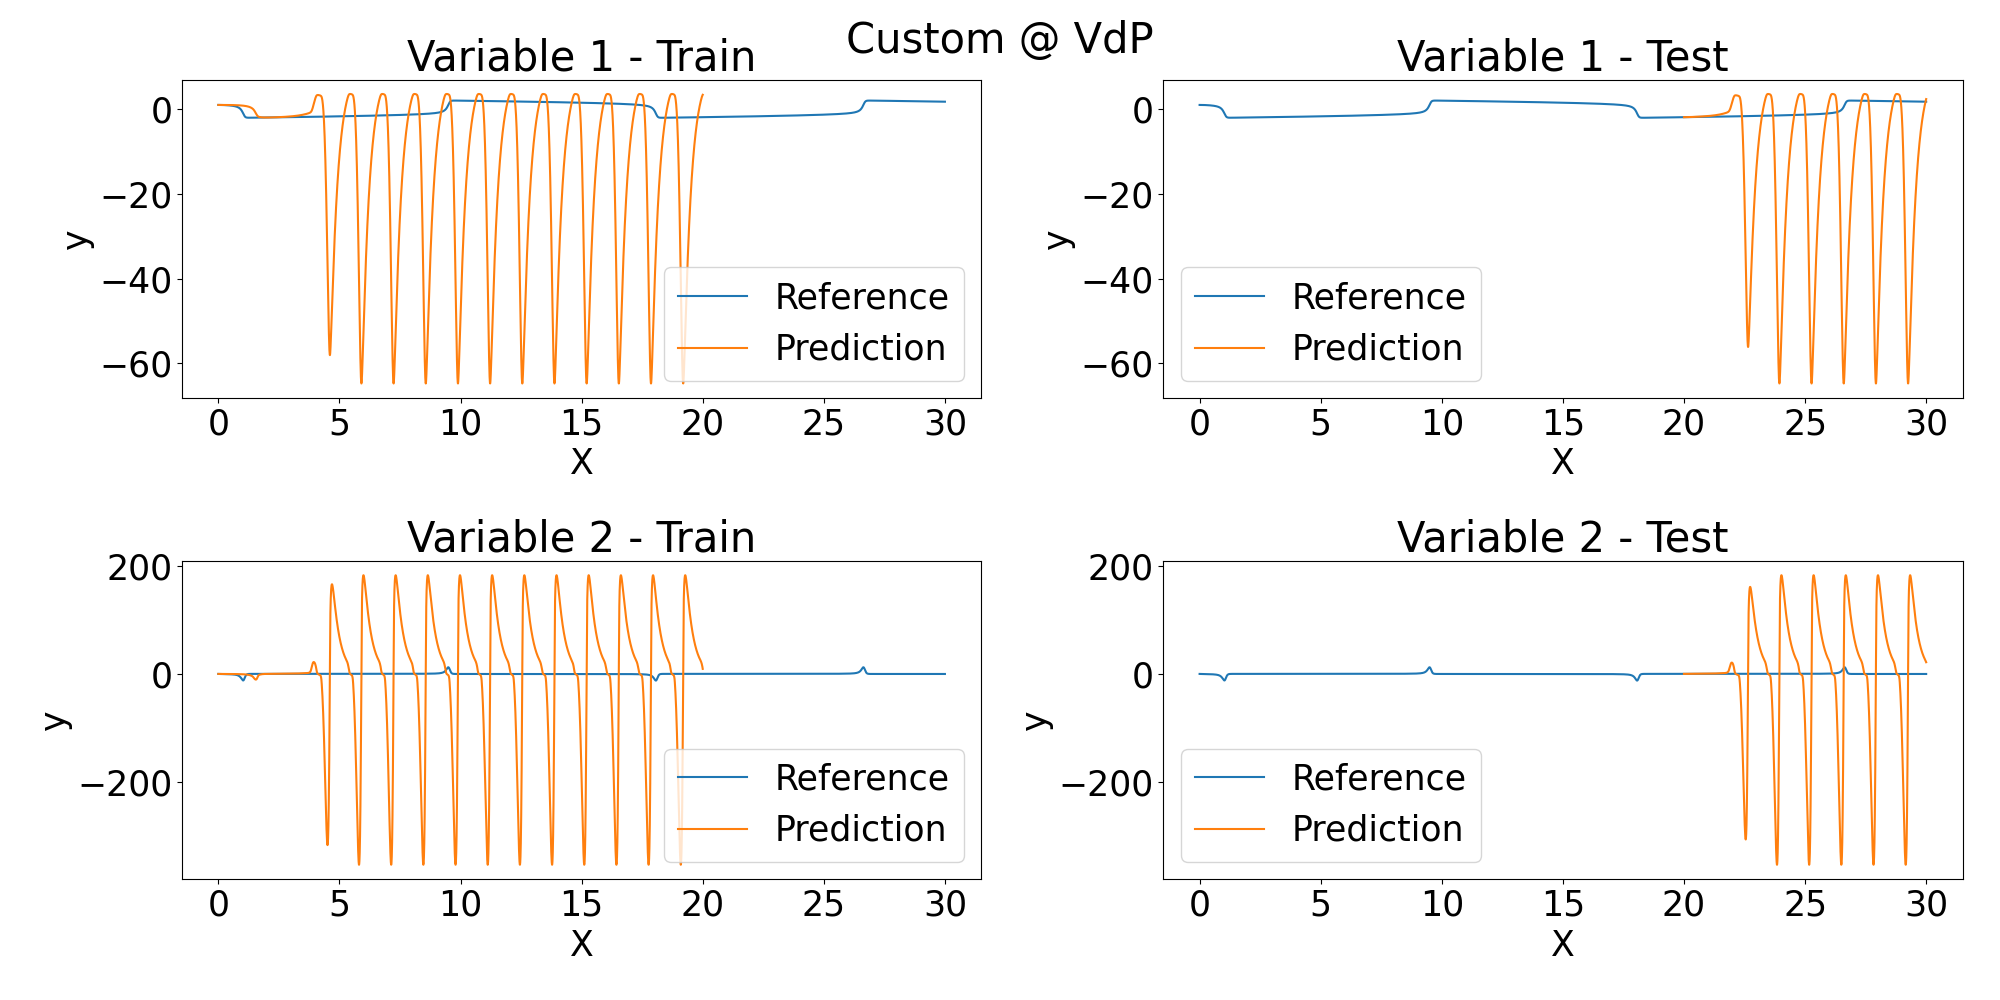 Custom @ VdP
Variable 1 - Train
0
−20
−40
−60
y
Reference
Prediction
0 5 10 15 20 25 30
X
Variable 1 - Test
0
−20
−40
−60
y
Reference
Prediction
0 5 10 15 20 25 30
X
Variable 2 - Train
200
0
−200
y
Reference
Prediction
0 5 10 15 20 25 30
X
Variable 2 - Test
200
0
−200
y
Reference
Prediction
0 5 10 15 20 25 30
X